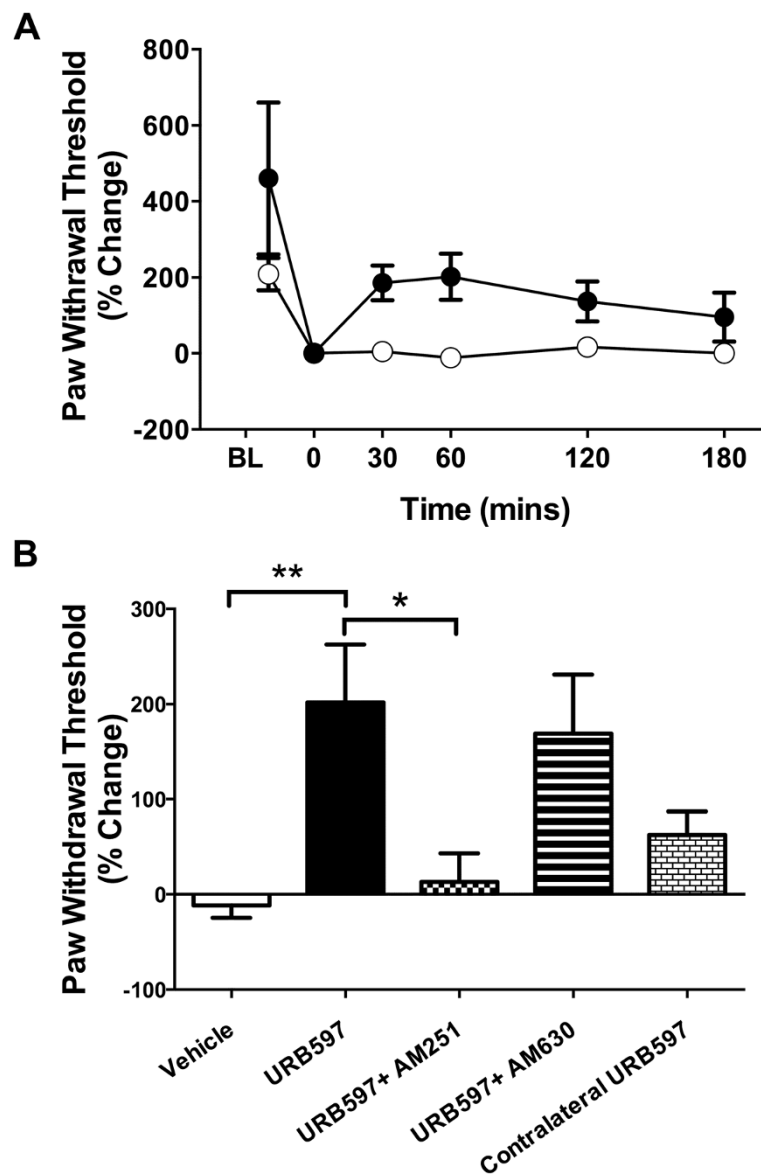 A
Paw Withrawal Threshold
(% Change)
800
600
400
200
0
-200
BL 0 30 60 120 180
Time (mins)
B
Paw Withdrawal Threshold
(% Change)
300
200
100
0
-100
** 
*
Vehicle
URB597
URB597+ AM251
URB597+ AM630
Contralateral URB597